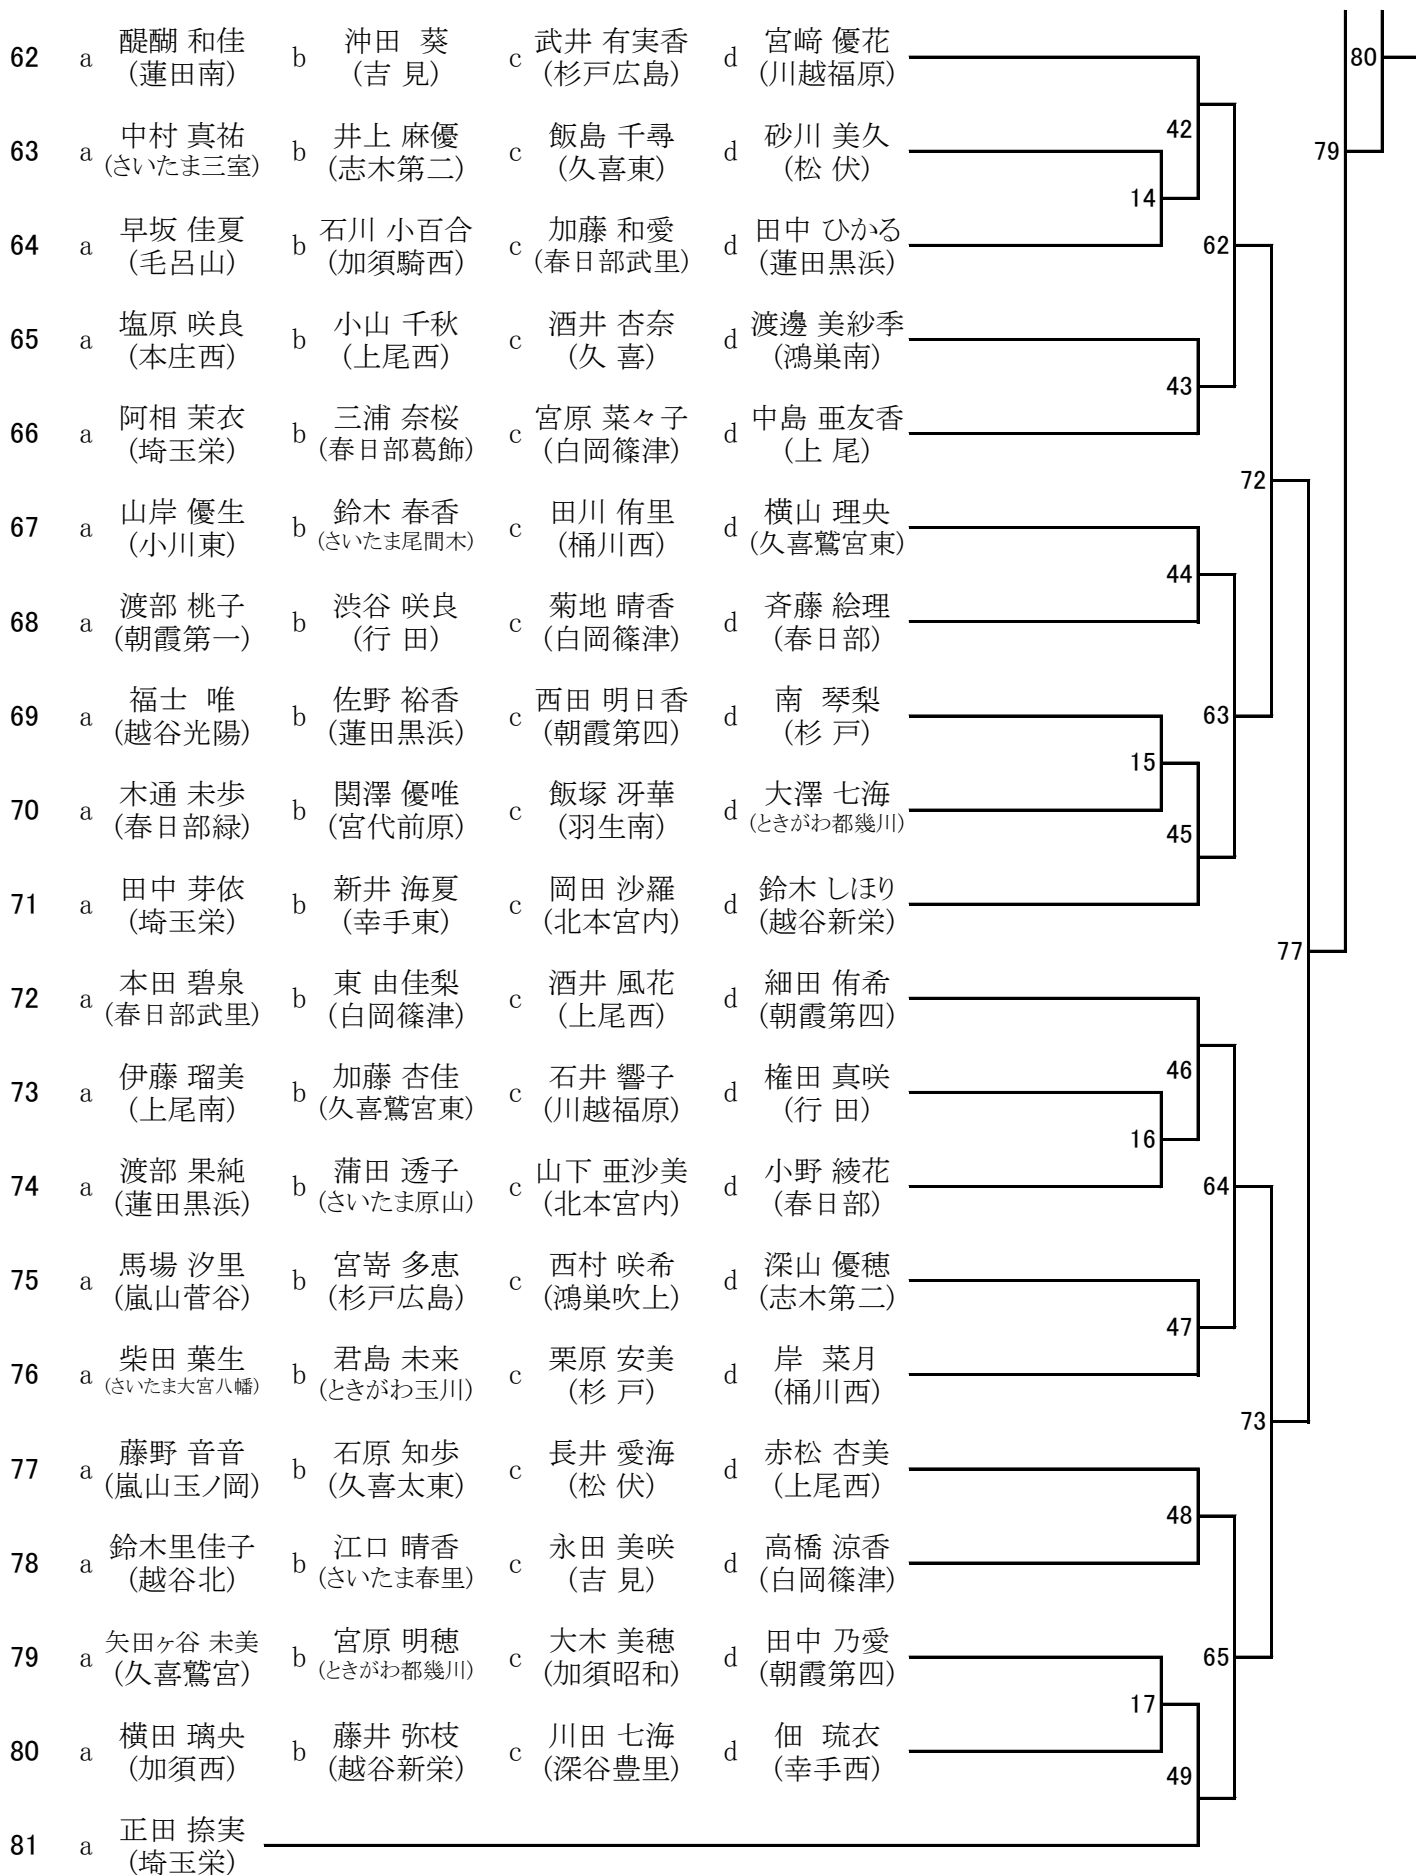 62 a 醍醐 和佳 b 沖田 葵 c 武井 有実香 d 宮﨑 優花
(蓮田南) (吉 見) (杉戸広島) (川越福原)
63 a 中村 真祐 b 井上 麻優 c 飯島 千尋 d 砂川 美久
(さいたま三室) (志木第二) (久喜東) (松 伏)
64 a 早坂 佳夏 b 石川 小百合 c 加藤 和愛 d 田中 ひかる
(毛呂山) (加須騎西) (春日部武里) (蓮田黒浜)
65 a 塩原 咲良 b 小山 千秋 c 酒井 杏奈 d 渡邊 美紗季
(本庄西) (上尾西) (久 喜) (鴻巣南)
66 a 阿相 茉衣 b 三浦 奈桜 c 宮原 菜々子 d 中島 亜友香
(埼玉栄) (春日部葛飾) (白岡篠津) (上 尾)
67 a 山岸 優生 b 鈴木 春香 c 田川 侑里 d 横山 理央
(小川東) (さいたま尾間木) (桶川西) (久喜鷲宮東)
68 a 渡部 桃子 b 渋谷 咲良 c 菊地 晴香 d 斉藤 絵理
(朝霞第一) (行 田) (白岡篠津) (春日部)
69 a 福士 唯 b 佐野 裕香 c 西田 明日香 d 南 琴梨
(越谷光陽) (蓮田黒浜) (朝霞第四) (杉 戸)
70 a 木通 未歩 b 関澤 優唯 c 飯塚 冴華 d 大澤 七海
(春日部緑) (宮代前原) (羽生南) (ときがわ都幾川)
71 a 田中 芽依 b 新井 海夏 c 岡田 沙羅 d 鈴木 しほり
(埼玉栄) (幸手東) (北本宮内) (越谷新栄)
72 a 本田 碧泉 b 東 由佳梨 c 酒井 風花 d 細田 侑希
(春日部武里) (白岡篠津) (上尾西) (朝霞第四)
73 a 伊藤 瑠美 b 加藤 杏佳 c 石井 響子 d 権田 真咲
(上尾南) (久喜鷲宮東) (川越福原) (行 田)
74 a 渡部 果純 b 蒲田 透子 c 山下 亜沙美 d 小野 綾花
(蓮田黒浜) (さいたま原山) (北本宮内) (春日部)
75 a 馬場 汐里 b 宮嵜 多恵 c 西村 咲希 d 深山 優穂
(嵐山菅谷) (杉戸広島) (鴻巣吹上) (志木第二)
76 a 柴田 葉生 b 君島 未来 c 栗原 安美 d 岸 菜月
(さいたま大宮八幡) (ときがわ玉川) (杉 戸) (桶川西)
77 a 藤野 音音 b 石原 知歩 c 長井 愛海 d 赤松 杏美
(嵐山玉ノ岡) (久喜太東) (松 伏) (上尾西)
78 a 鈴木里佳子 b 江口 晴香 c 永田 美咲 d 高橋 涼香
(越谷北) (さいたま春里) (吉 見) (白岡篠津)
79 a 矢田ヶ谷 未美 b 宮原 明穂 c 大木 美穂 d 田中 乃愛
(久喜鷲宮) (ときがわ都幾川) (加須昭和) (朝霞第四)
80 a 横田 璃央 b 藤井 弥枝 c 川田 七海 d 佃 琉衣
(加須西) (越谷新栄) (深谷豊里) (幸手西)
81 a 正田 捺実
(埼玉栄)
14
15
16
17
42
43
44
45
46
47
48
49
62
63
64
65
72
73
77
79
80